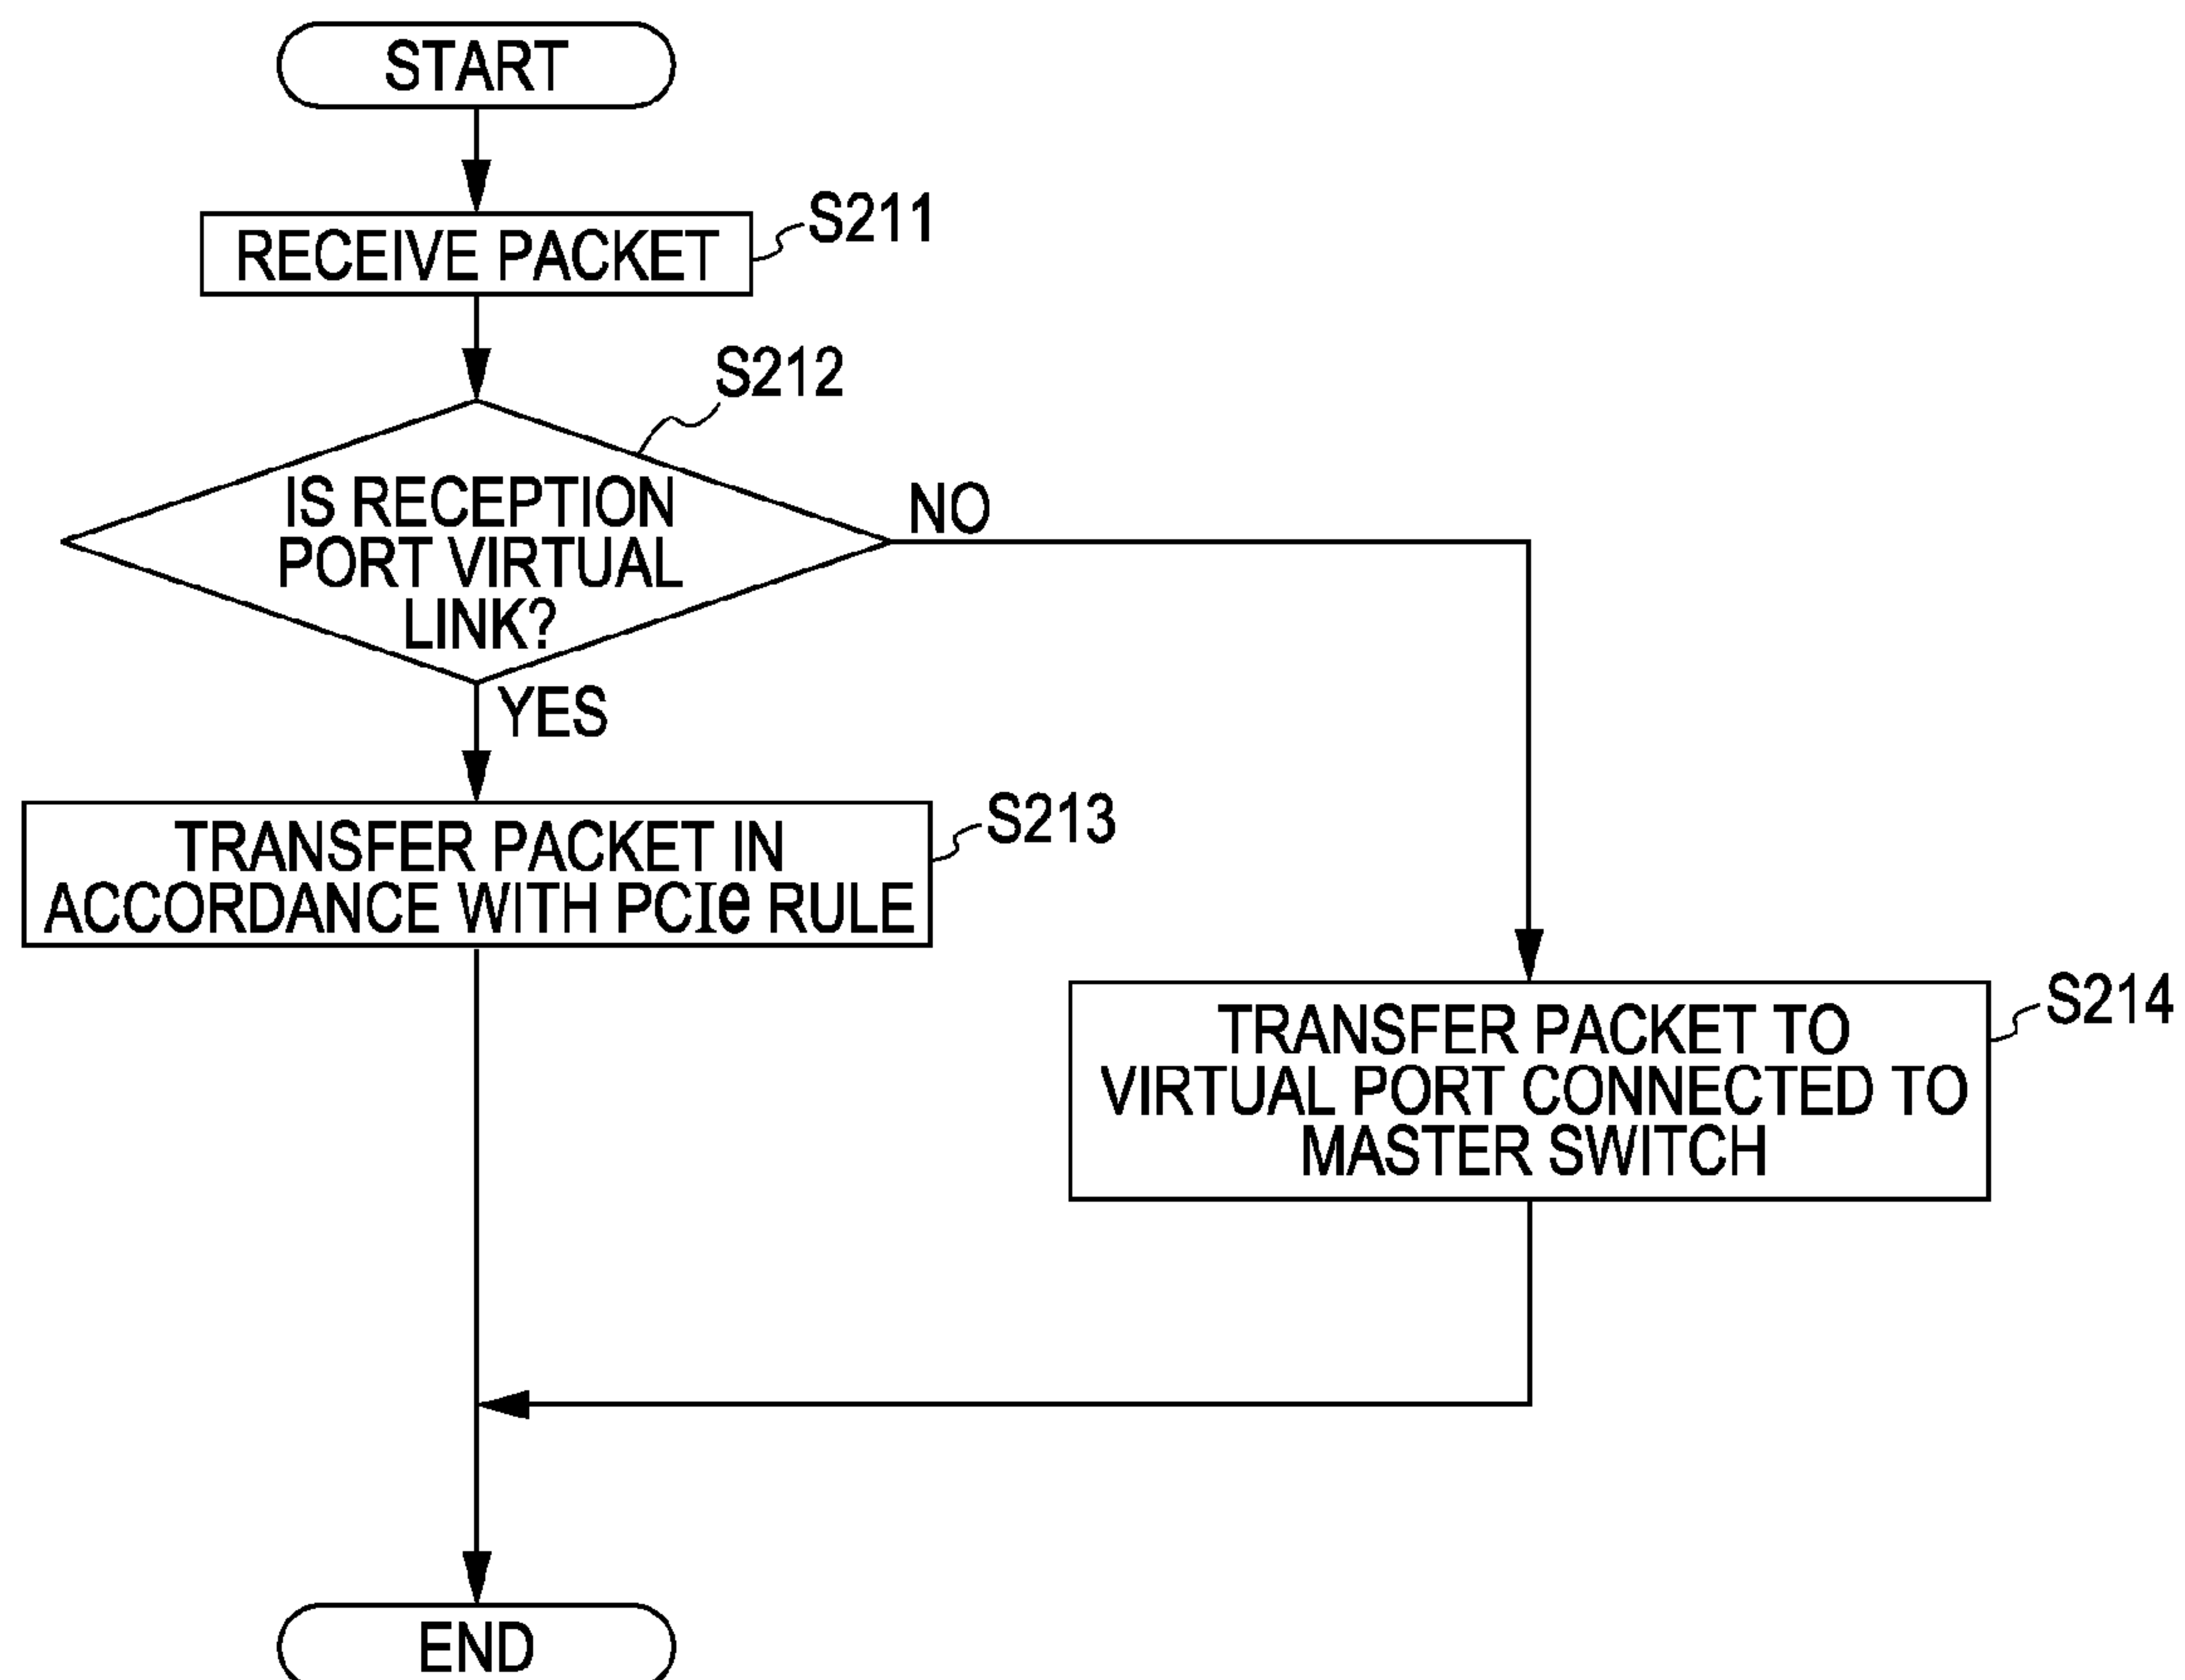 START
RECEIVE PACKET
S211
S212
IS RECEPTION
PORT VIRTUAL
LINK?
NO
YES
TRANSFER PACKET IN
ACCORDANCE WITH PCIe RULE
S213
TRANSFER PACKET TO
VIRTUAL PORT CONNECTED TO
MASTER SWITCH
S214
END